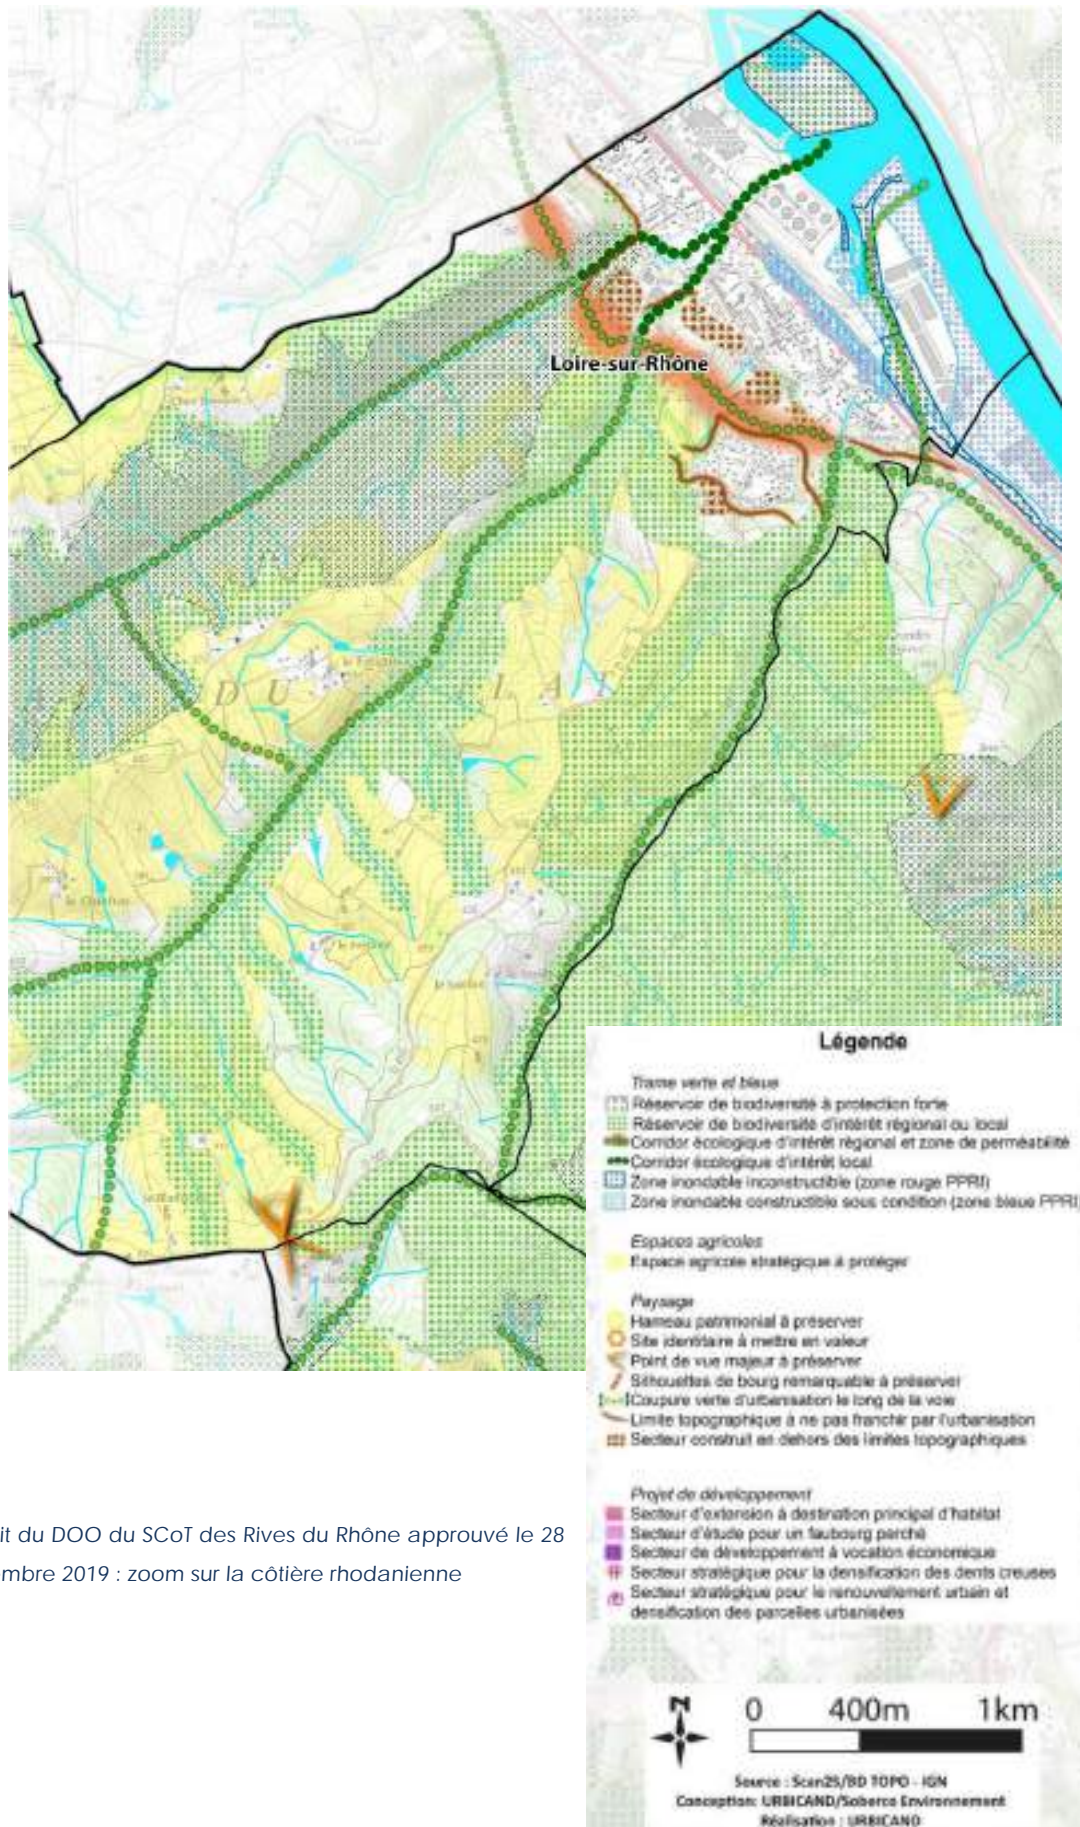 Loire-sur-Rhône
D U
L A
Légende
Trame verte et bleue
Réservoir de biodiversité à protection forte
Réservoir de biodiversité d'intérêt régional ou local
Corridor écologique d'intérêt régional et zone de perméabilité
Corridor écologique d'intérêt local
Zone inondable inconstructible (zone rouge PPRI)
Zone inondable constructible sous condition (zone bleue PPRI)
Espaces agricoles
Espace agricole stratégique à protéger
Paysage
Hameau patrimonial à préserver
Site identitaire à mettre en valeur
Point de vue majeur à préserver
Silhouettes de bourg remarquable à préserver
Coupure verte d'urbanisation le long de la voie
Limite topographique à ne pas franchir par l'urbanisation
Secteur construit en dehors des limites topographiques
Projet de développement
Secteur d'extension à destination principal d'habitat
Secteur d'étude pour un faubourg perché
Secteur de développement à vocation économique
Secteur stratégique pour la densification des dents creuses
Secteur stratégique pour le renouvellement urbain et
densification des parcelles urbanisées
it du DOO du SCoT des Rives du Rhône approuvé le 28
mbre 2019 : zoom sur la côtière rhodanienne
N
0 400m 1km
Source : Scan25/BD TOPO - IGN
Conception: URBICAND/Soberco Environnement
Réalisation : URBICAND